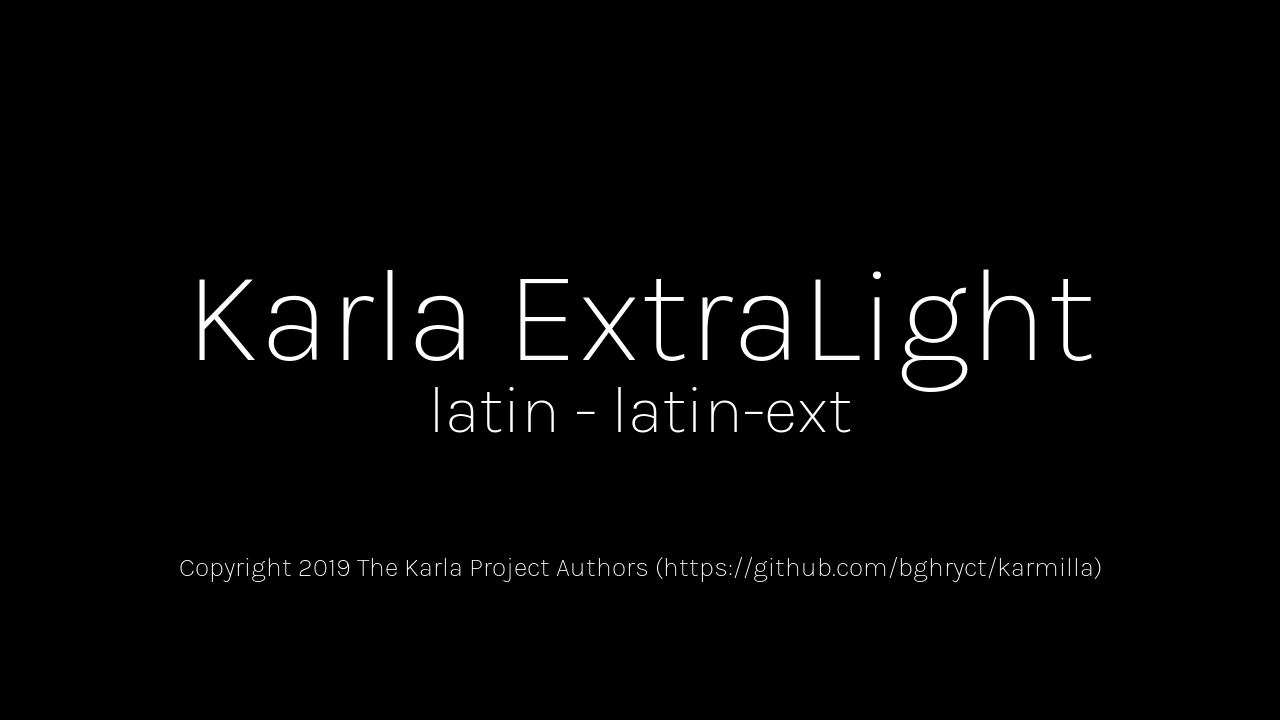 Karla ExtraLight
latin - latin-ext
Copyright 2019 The Karla Project Authors (https://github.com/bghryct/karmilla)